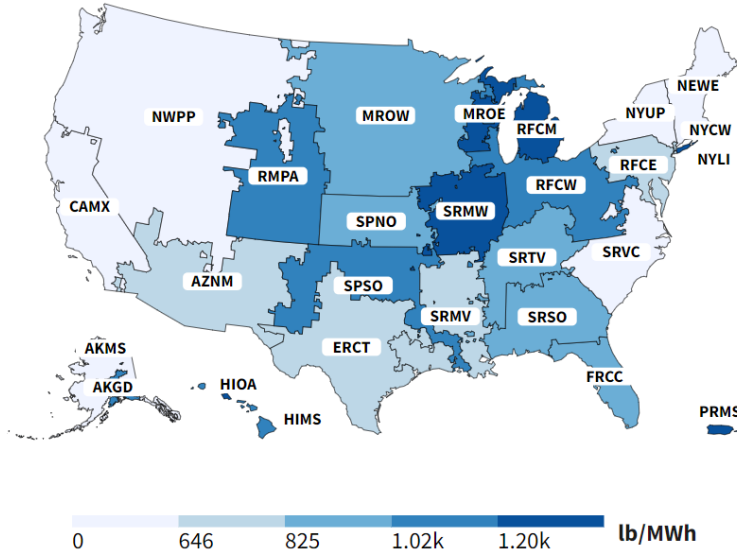 NEWE
NWPP
MROW
MROE
NYUP
RFCM
NYCW
NYLI
RFCE
RMPA
RFCW
CAMX
SRMW
SPNO
SRVC
SRTV
AZNM
SPSO
SRMV
SRSO
ERCT
AKMS
FRCC
AKGD
HIOA
HIMS
PRMS
lb/MWh
0 646 825 1.02k 1.20k